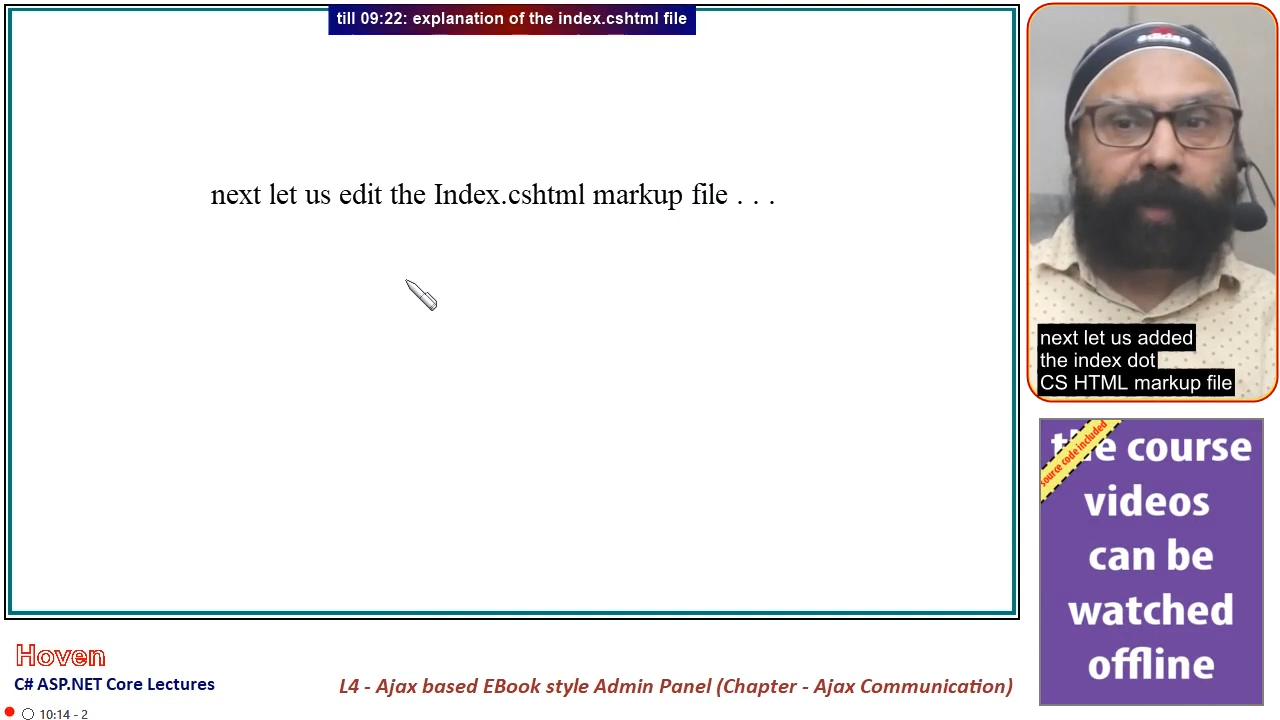 till 09:22: explanation of the index.cshtml file
next let us edit the Index.cshtml markup file . . .
next let us added
the index dot
CS HTML markup file
source code included
the course
videos
can be
watched
offline
Hoven
C# ASP.NET Core Lectures
L4 - Ajax based EBook style Admin Panel (Chapter - Ajax Communication)
10:14 - 2